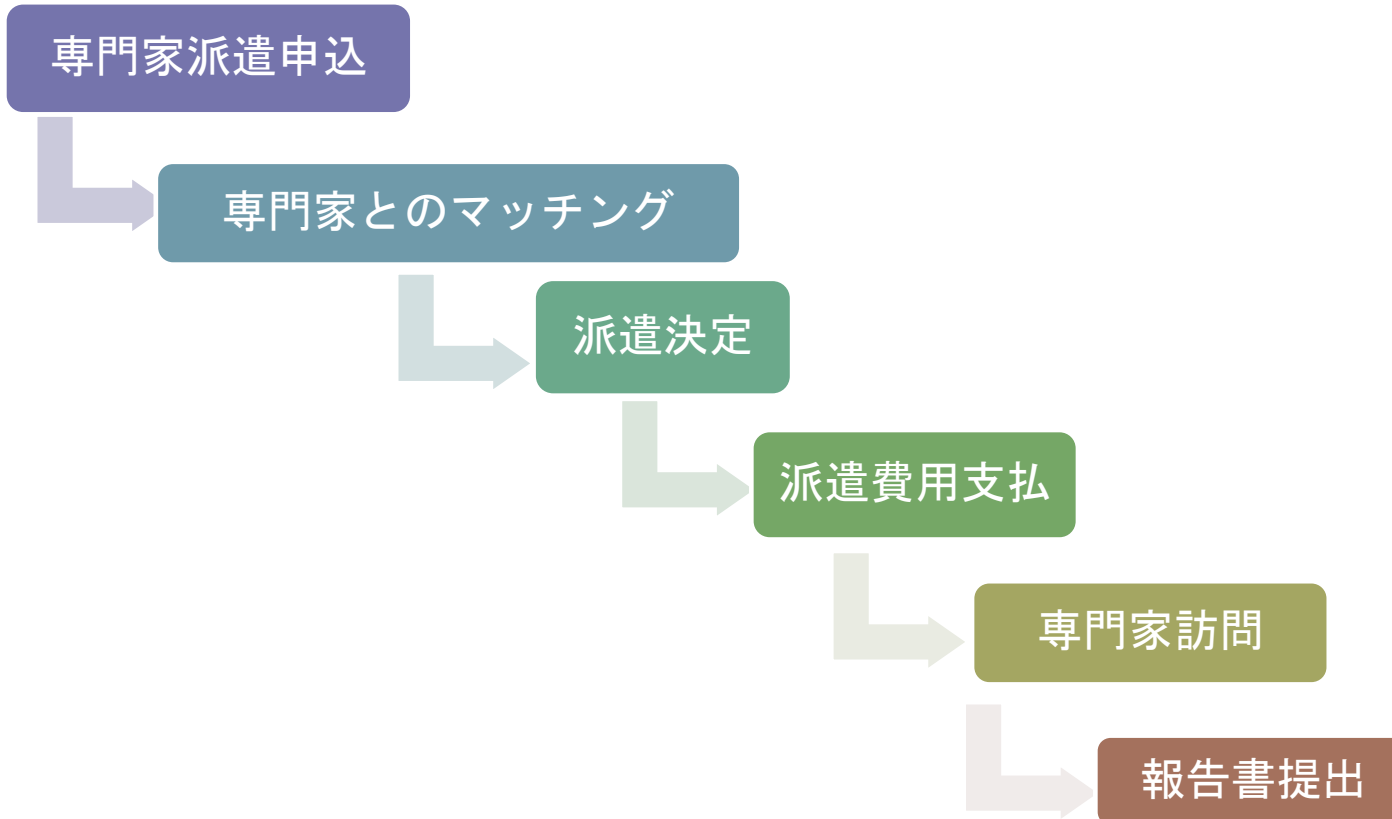 専門家派遣申込
専門家とのマッチング
派遣決定
派遣費用支払
専門家訪問
報告書提出